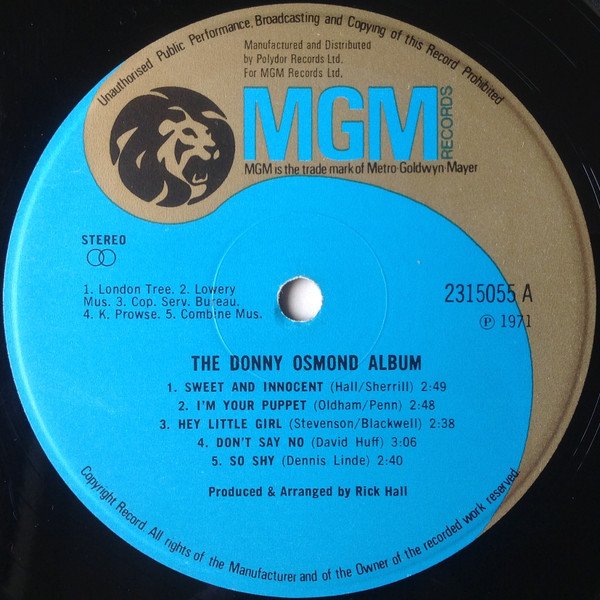 Unauthorised Public Performance Broadcasting and Copying of this Record Prohibited
Manufactured and Distributed
by Polydor Records Ltd.
For MGM Records Ltd.
MGM
RECORDS
MGM is the trade mark of Metro-Goldwyn-Mayer
STEREO
1. London Tree. 2. Lowery
Mus. 3. Cop. Serv. Bureau.
4. K. Prowse. 5. Combine Mus.
2315055 A
Ⓟ 1971
THE DONNY OSMOND ALBUM
1. SWEET AND INNOCENT (Hall/Sherrill) 2:49
2. I'M YOUR PUPPET (Oldham/Penn) 2:48
3. HEY LITTLE GIRL (Stevenson/Blackwell) 2:38
4. DON'T SAY NO (David Huff) 3:06
5. SO SHY (Dennis Linde) 2:40
Produced & Arranged by Rick Hall
Copyright Record. All rights of the Manufacturer and of the Owner of the recorded work reserved.